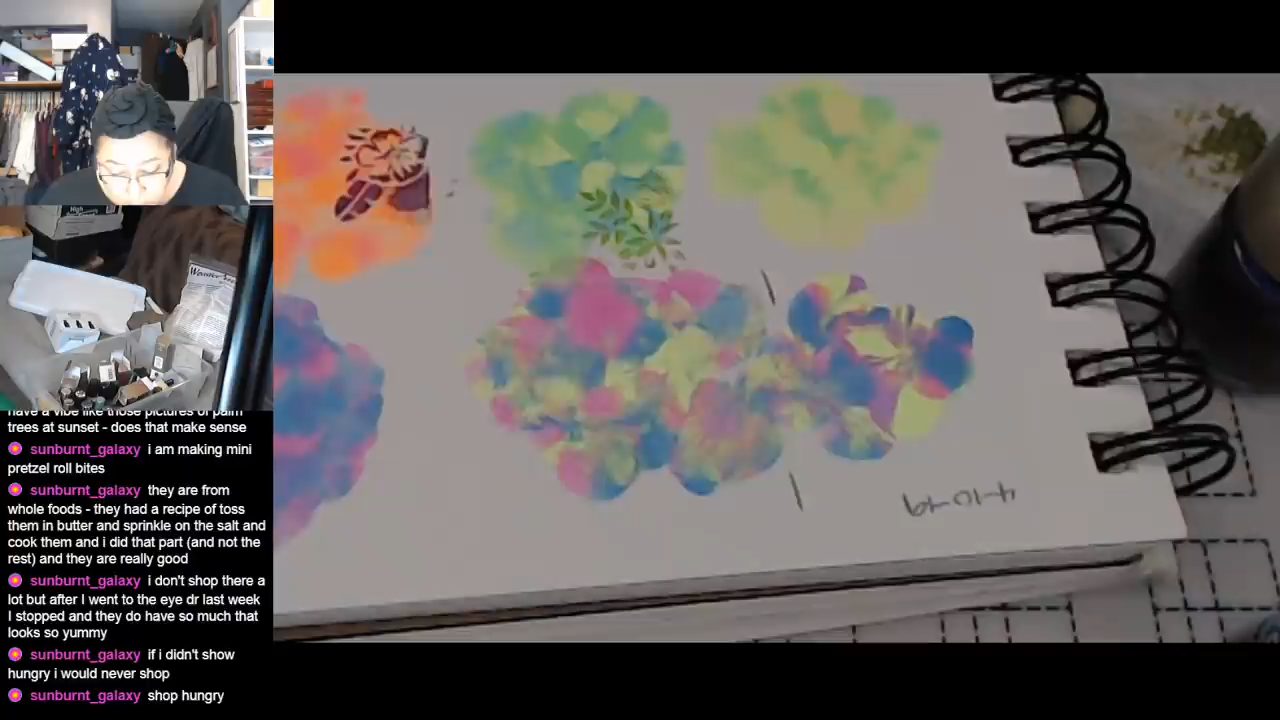 have a vibe like those pictures of palm
trees at sunset - does that make sense
sunburnt_galaxy i am making mini
pretzel roll bites
sunburnt_galaxy they are from
whole foods - they had a recipe of toss
them in butter and sprinkle on the salt and
cook them and i did that part (and not the
rest) and they are really good
sunburnt_galaxy i don't shop there a
lot but after I went to the eye dr last week
I stopped and they do have so much that
looks so yummy
sunburnt_galaxy if i didn't show
hungry i would never shop
sunburnt_galaxy shop hungry